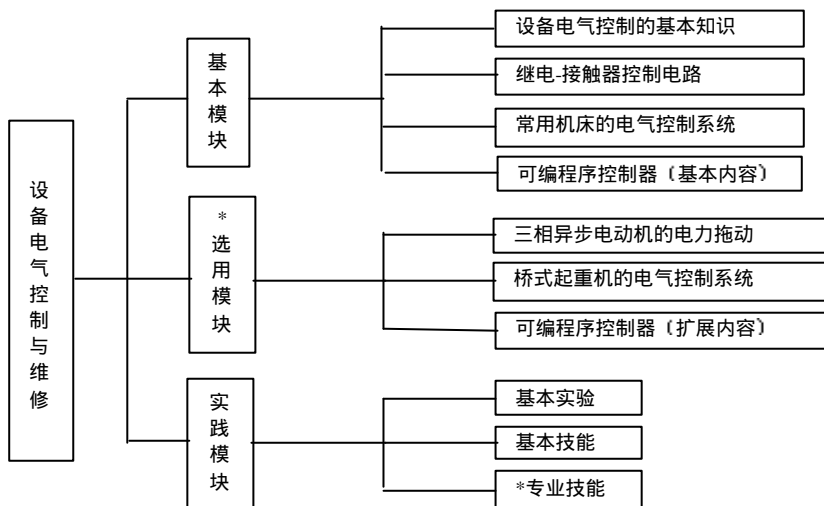 设备电气控制与维修
基本模块
设备电气控制的基本知识
继电-接触器控制电路
常用机床的电气控制系统
可编程序控制器（基本内容）
*选用模块
三相异步电动机的电力拖动
桥式起重机的电气控制系统
可编程序控制器（扩展内容）
实践模块
基本实验
基本技能
*专业技能